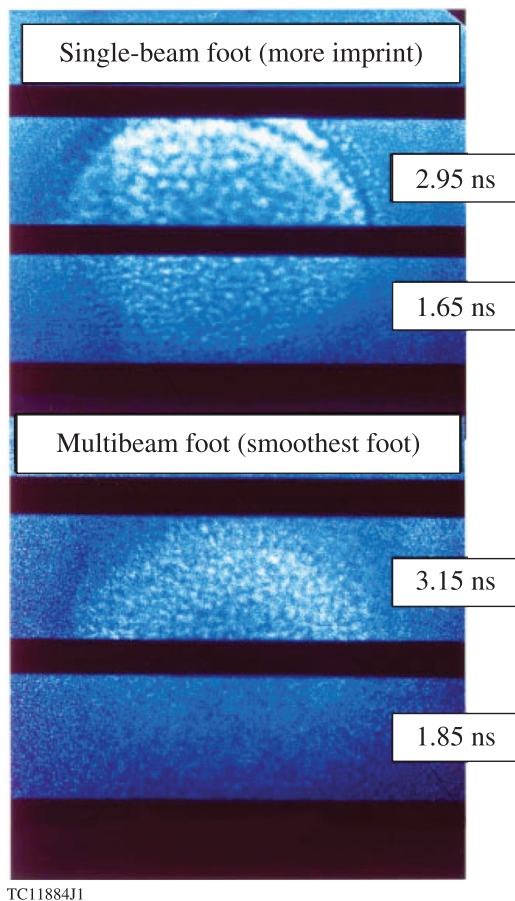 Single-beam foot (more imprint)
2.95 ns
1.65 ns
Multibeam foot (smoothest foot)
3.15 ns
1.85 ns
TC11884J1